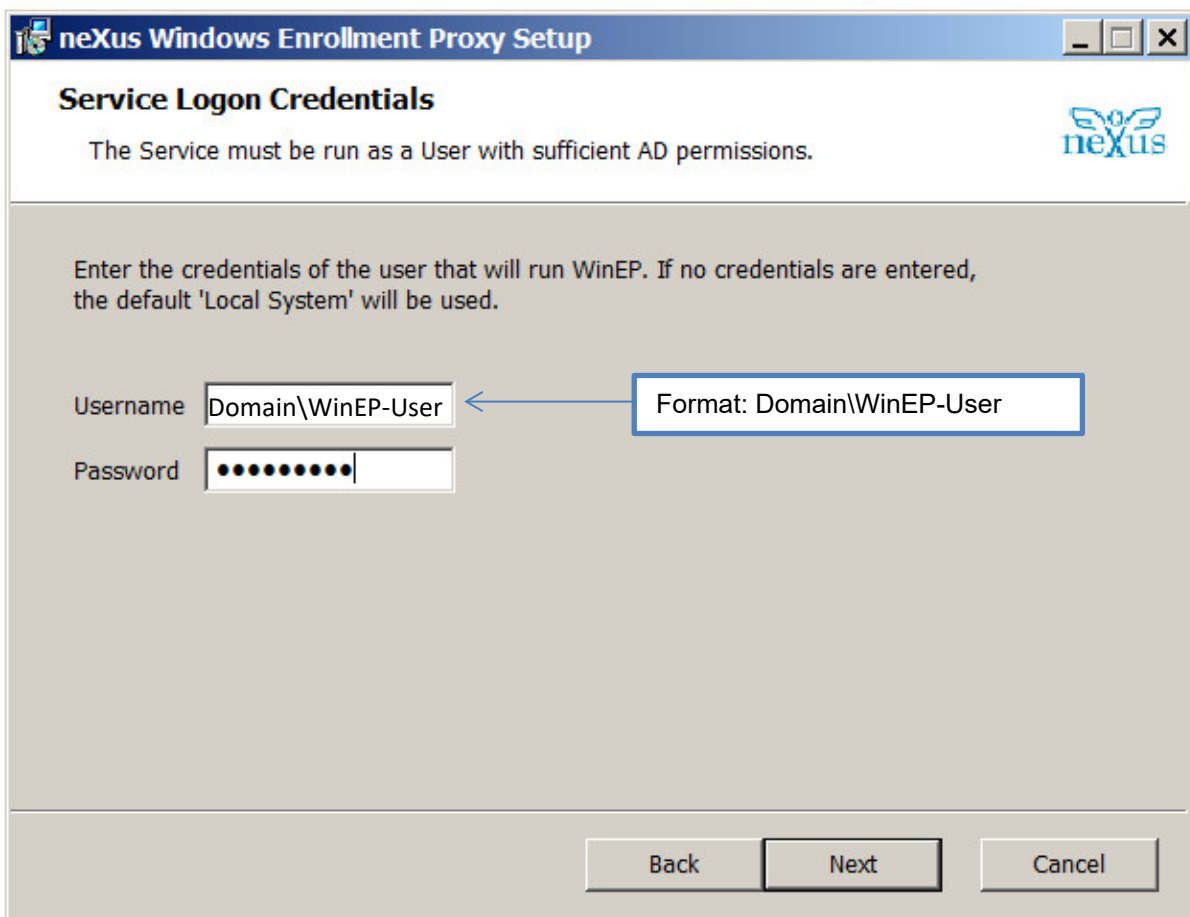 neXus Windows Enrollment Proxy Setup
Service Logon Credentials
The Service must be run as a User with sufficient AD permissions.
neXus
Enter the credentials of the user that will run WinEP. If no credentials are entered,
the default 'Local System' will be used.
Username Domain\WinEP-User Format: Domain\WinEP-User
Password •••••••••
Back Next Cancel